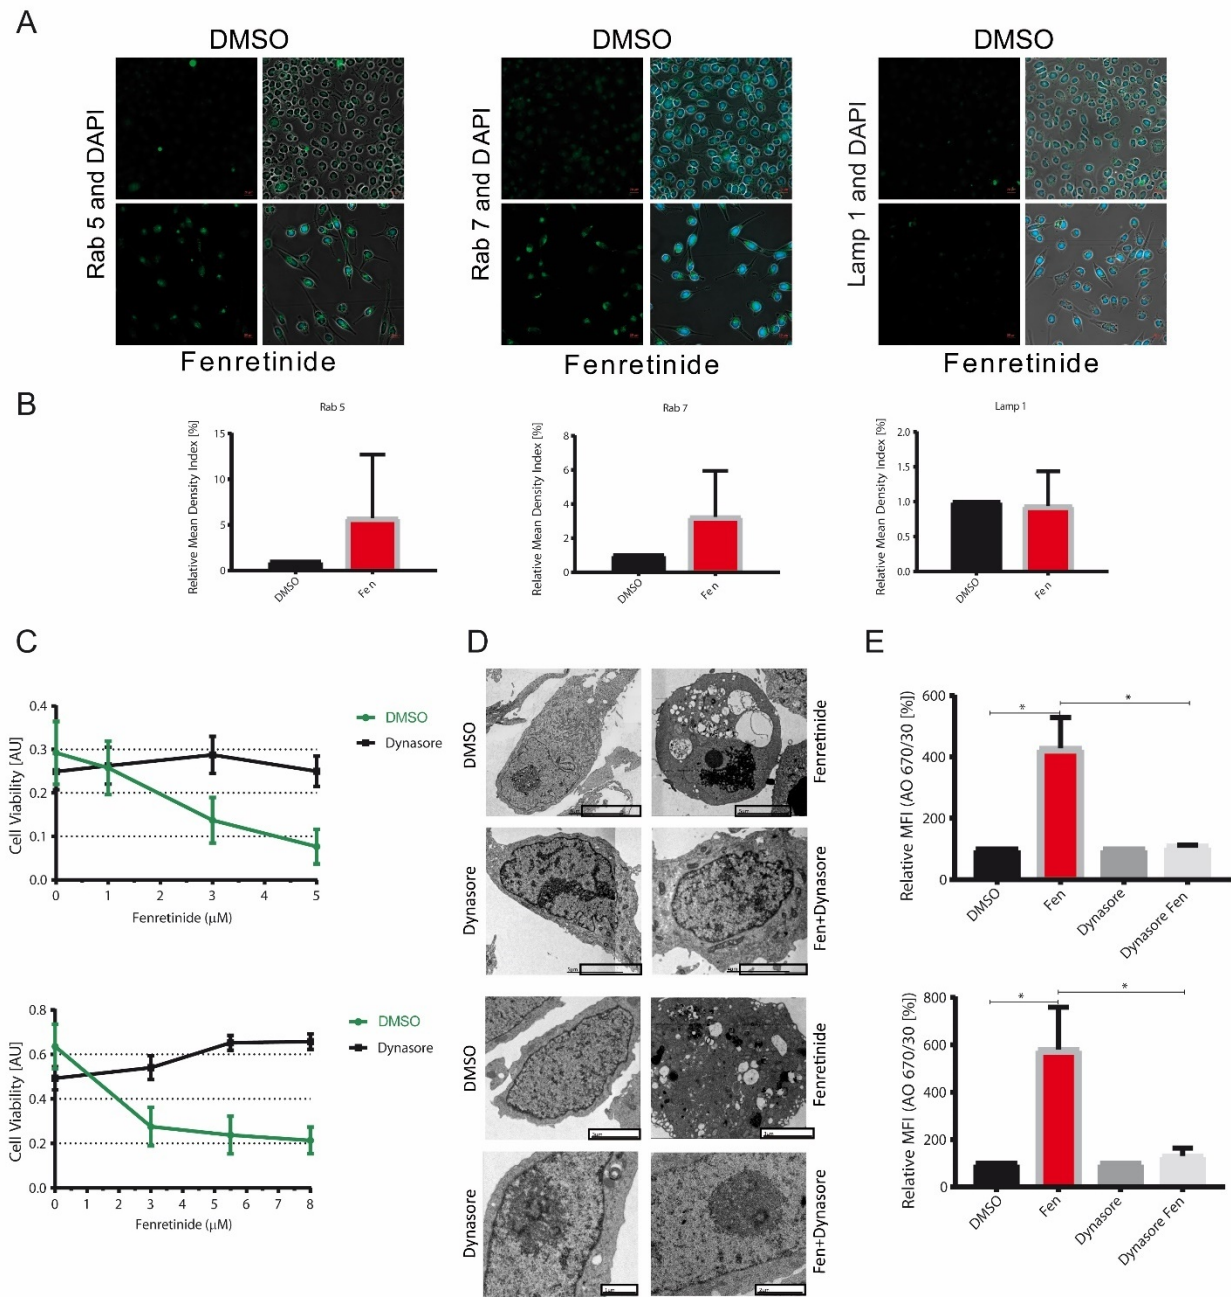 A
DMSO
DMSO
DMSO
Rab 5 and DAPI
Rab 7 and DAPI
Lamp 1 and DAPI
Fenretinide
Fenretinide
Fenretinide
B
Rab 5
Rab 7
Lamp 1
Relative Mean Density Index [%]
15
10
5
0
DMSO
Fen
Relative Mean Density Index [%]
8
6
4
2
0
DMSO
Fen
Relative Mean Density Index [%]
2.0
1.5
1.0
0.5
0.0
DMSO
Fen
C
Cell Viability [AU]
0.4
0.3
0.2
0.1
0.0
0
1
3
5
Fenretinide (μM)
DMSO
Dynasore
Cell Viability [AU]
0.8
0.6
0.4
0.2
0.0
0
1
2
3
4
5
6
7
8
Fenretinide (μM)
DMSO
Dynasore
D
DMSO
Fenretinide
Dynasore
Fen+Dynasore
DMSO
Fenretinide
Dynasore
Fen+Dynasore
E
Relative MFI (AO 670/30 [%])
600
400
200
0
*
*
DMSO
Fen
Dynasore
Dynasore Fen
Relative MFI (AO 670/30 [%])
800
600
400
200
0
*
*
DMSO
Fen
Dynasore
Dynasore Fen